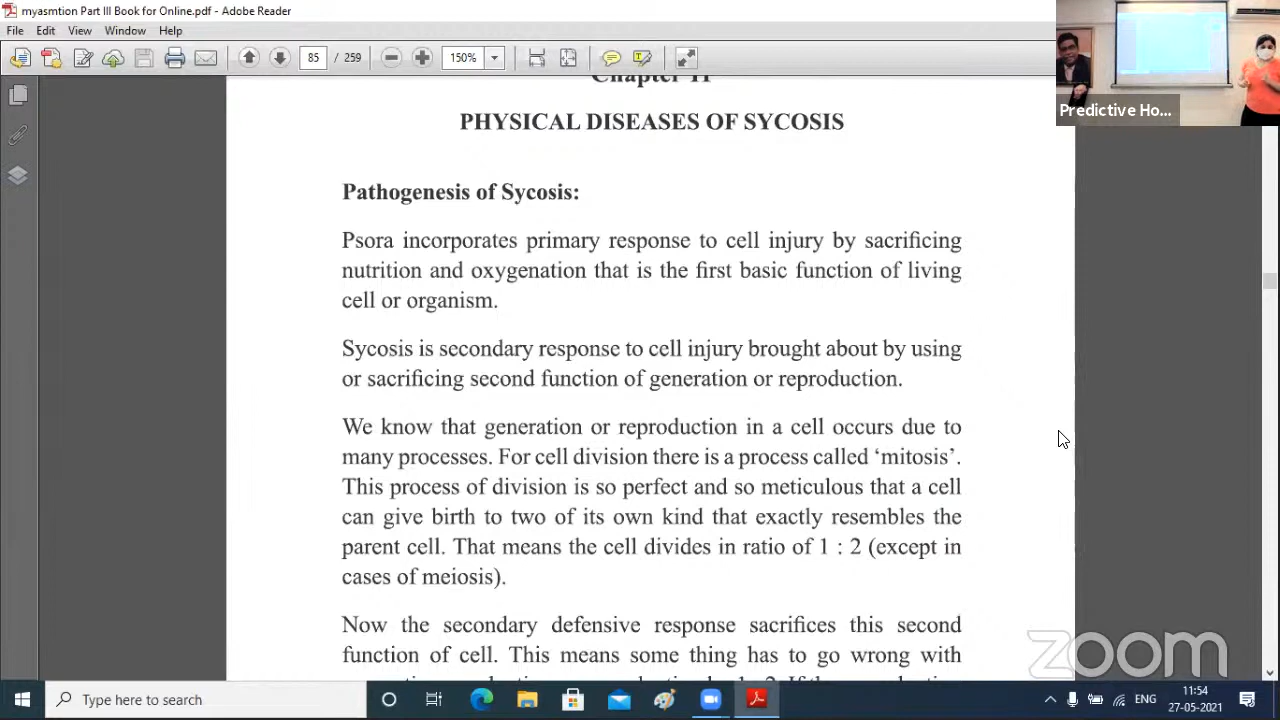 myasmtion Part III Book for Online.pdf - Adobe Reader
File Edit View Window Help
85 / 259 150%
Predictive Ho...
Chapter 11
PHYSICAL DISEASES OF SYCOSIS
Pathogenesis of Sycosis:
Psora incorporates primary response to cell injury by sacrificing
nutrition and oxygenation that is the first basic function of living
cell or organism.
Sycosis is secondary response to cell injury brought about by using
or sacrificing second function of generation or reproduction.
We know that generation or reproduction in a cell occurs due to
many processes. For cell division there is a process called ‘mitosis’.
This process of division is so perfect and so meticulous that a cell
can give birth to two of its own kind that exactly resembles the
parent cell. That means the cell divides in ratio of 1 : 2 (except in
cases of meiosis).
Now the secondary defensive response sacrifices this second
function of cell. This means some thing has to go wrong with
zoom
Type here to search
ENG
11:54
27-05-2021